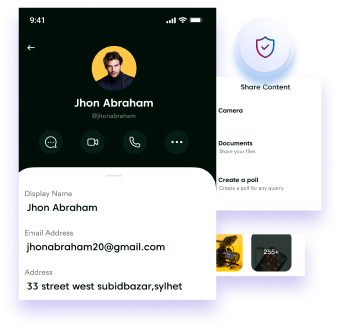 9:41
Jhon Abraham
@jhonabraham
Display Name
Jhon Abraham
Email Address
jhonabraham20@gmail.com
Address
33 street west subidbazar,sylhet
Share Content
Camera
Documents
Share your files
Create a poll
Create a poll for any querry
255+